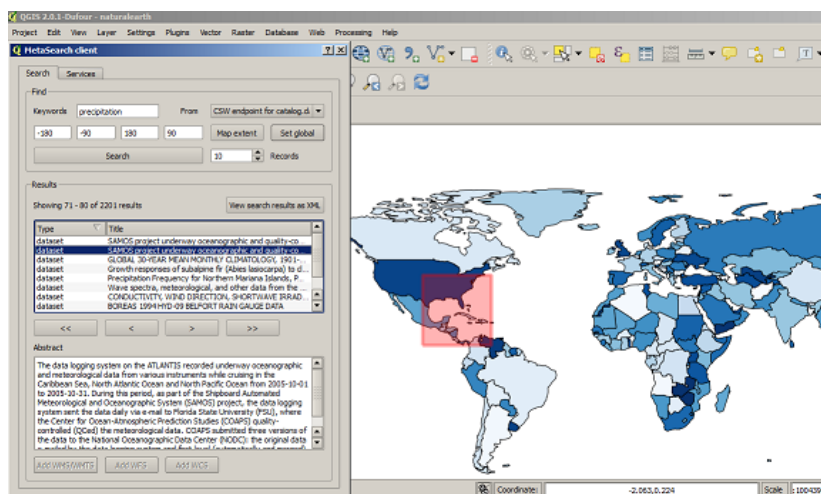 QGIS 2.0.1-Dufour - naturalearth
Project Edit View Layer Settings Plugins Vector Raster Database Web Processing Help
MetaSearch client
Search Services
Find
Keywords precipitation From CSW endpoint for catalog.d
-180 -90 180 90 Map extent Set global
Search 10 Records
Results
Showing 71 - 80 of 2201 results View search results as XML
Type Title
dataset SAMOS project underway oceanographic and quality-co
dataset SAMOS project underway oceanographic and quality-co
dataset GLOBAL 30-YEAR MEAN MONTHLY CLIMATOLOGY, 1901-...
dataset Growth responses of subalpine fir (Abies lasiocarpa) to d...
dataset Precipitation Frequency for Northern Mariana Islands, P...
dataset Wave spectra, meteorological, and other data from the ...
dataset CONDUCTIVITY, WIND DIRECTION, SHORTWAVE IRRAD...
dataset BOREAS 1994 HYD-09 BELFORT RAIN GAUGE DATA
<< < > >>
Abstract
The data logging system on the ATLANTIS recorded underway oceanographic
and meteorological data from various instruments while cruising in the
Caribbean Sea, North Atlantic Ocean and North Pacific Ocean from 2005-10-01
to 2005-10-31. During this period, as part of the Shipboard Automated
Meteorological and Oceanographic System (SAMOS) project, the data logging
system sent the data daily via e-mail to Florida State University (FSU), where
the Center for Ocean-Atmospheric Prediction Studies (COAPS) quality-
controlled (QCed) the meteorological data. COAPS submitted three versions of
the data to the National Oceanographic Data Center (NODC): the original data
Add WMS/WMTS Add WFS Add WCS
Coordinate: -2.063,0.224 Scale :100439